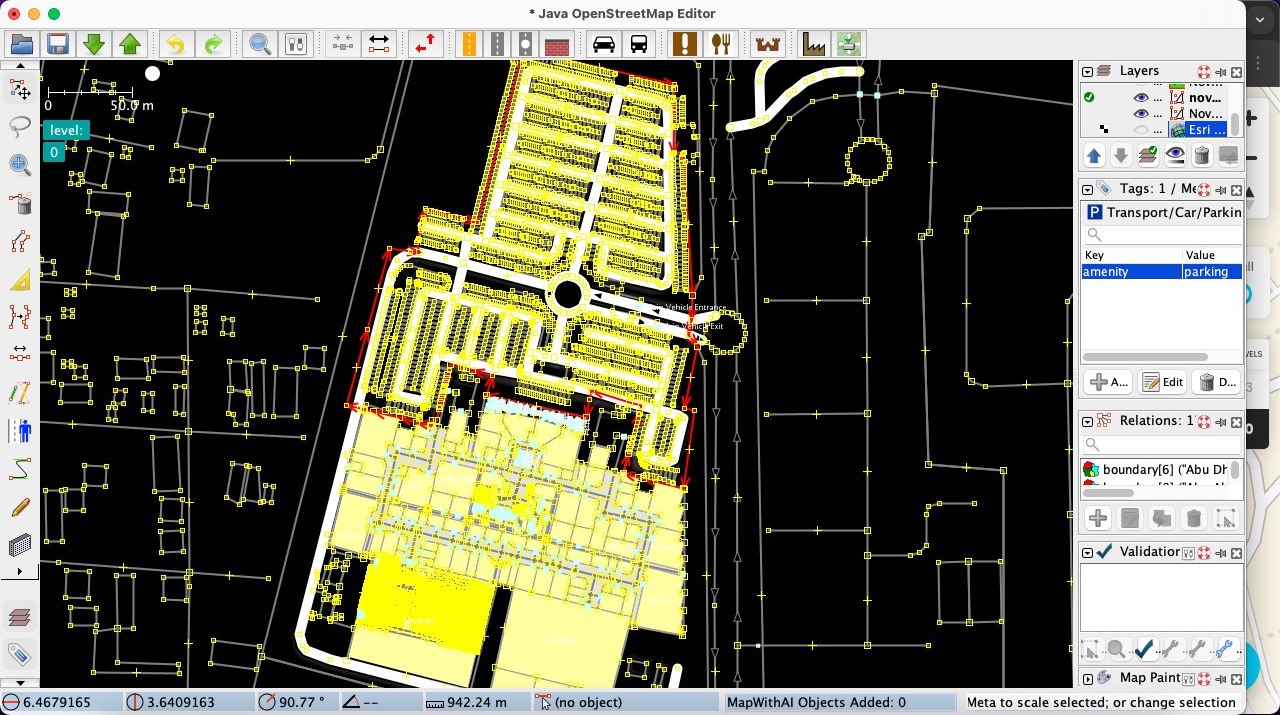 * Java OpenStreetMap Editor
0 50.0 m
level:
0
Vehicle Entrance
Vehicle Exit
Layers
nov...
Nov...
Esri ...
Tags: 1 / Me
P Transport/Car/Parkin
Key Value
amenity parking
A... Edit D...
Relations: 1
boundary[6] ("Abu Dh
Validation
Map Paint
6.4679165 3.6409163 90.77 ° -- 942.24 m (no object) MapWithAI Objects Added: 0 Meta to scale selected; or change selection